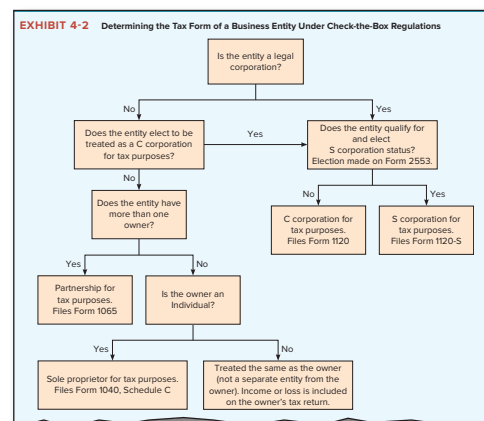 EXHIBIT 4-2 Determining the Tax Form of a Business Entity Under Check-the-Box Regulations
Is the entity a legal
corporation?
No
Yes
Does the entity elect to be
treated as a C corporation
for tax purposes?
Yes
Does the entity qualify for
and elect
S corporation status?
Election made on Form 2553.
No
Does the entity have
more than one
owner?
No
Yes
C corporation for
tax purposes.
Files Form 1120
S corporation for
tax purposes.
Files Form 1120-S
Yes
No
Partnership for
tax purposes.
Files Form 1065
Is the owner an
Individual?
Yes
No
Sole proprietor for tax purposes.
Files Form 1040, Schedule C
Treated the same as the owner
(not a separate entity from the
owner). Income or loss is included
on the owner's tax return.